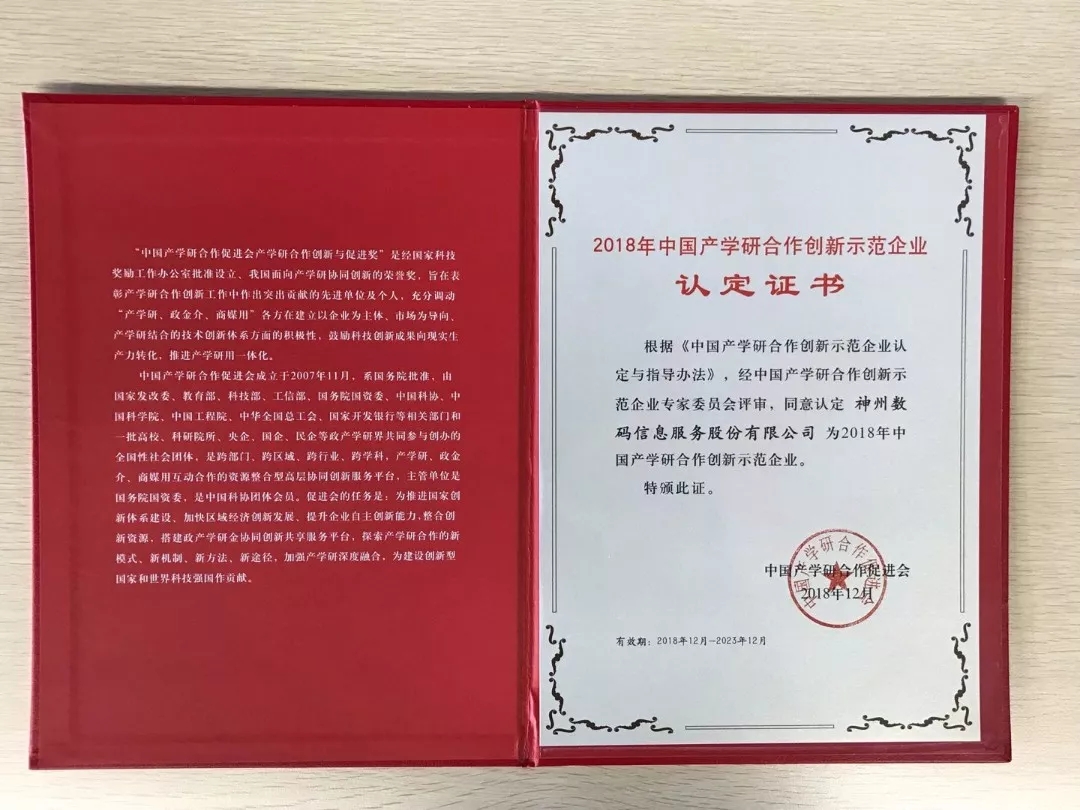 “中国产学研合作促进会产学研合作创新与促进奖”是经国家科技
奖励工作办公室批准设立、我国面向产学研协同创新的荣誉奖，旨在表
彰产学研合作创新工作中作出突出贡献的先进单位及个人，充分调动
“产学研、政金介、商媒用”各方在建立以企业为主体、市场为导向、
产学研结合的技术创新体系方面的积极性，鼓励科技创新成果向现实生
产力转化，推进产学研用一体化。
中国产学研合作促进会成立于2007年11月，系国务院批准、由
国家发改委、教育部、科技部、工信部、国务院国资委、中国科协、中
国科学院、中国工程院、中华全国总工会、国家开发银行等相关部门和
一批高校、科研院所、央企、国企、民企等政产学研界共同参与创办的
全国性社会团体，是跨部门、跨区域、跨行业、跨学科，产学研、政金
介、商媒用互动合作的资源整合型高层协同创新服务平台，主管单位是
国务院国资委，是中国科协团体会员。促进会的任务是：为推进国家创
新体系建设、加快区域经济创新发展、提升企业自主创新能力，整合创
新资源，搭建政产学研金协同创新共享服务平台，探索产学研合作的新
模式、新机制、新方法、新途径，加强产学研深度融合，为建设创新型
国家和世界科技强国作贡献。
2018年中国产学研合作创新示范企业
认定证书
根据《中国产学研合作创新示范企业认
定与指导办法》，经中国产学研合作创新示
范企业专家委员会评审，同意认定 神州数
码信息服务股份有限公司 为2018年中
国产学研合作创新示范企业。
特颁此证。
中国产学研合作促进会
2018年12月
中国产学研合作促进会
有效期：2018年12月—2023年12月